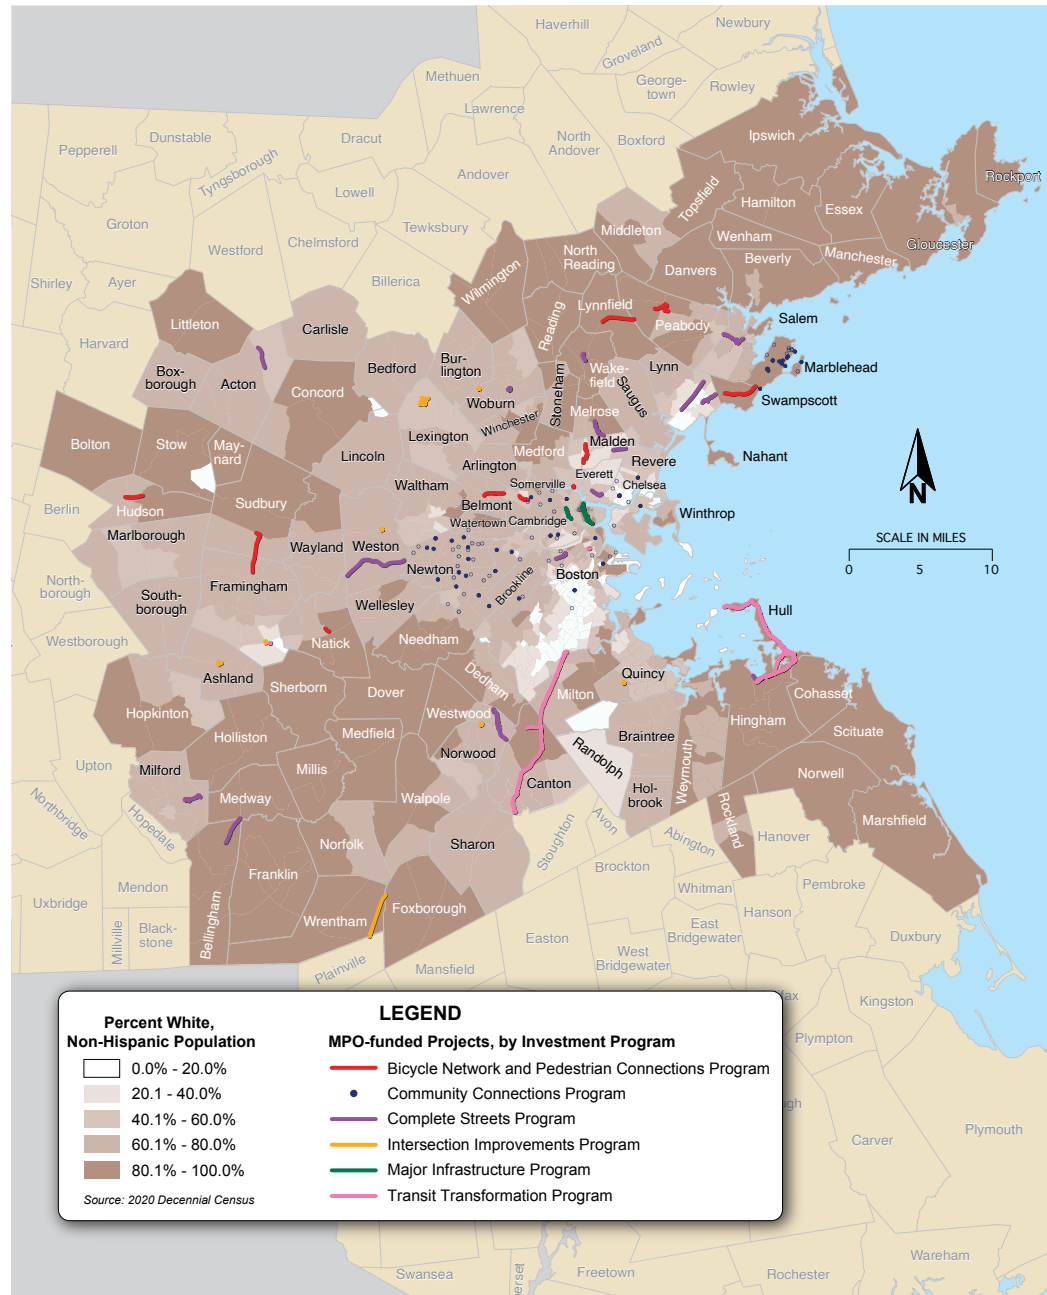 Haverhill
Newbury
Groveland
Methuen
George-
town
Rowley
Lawrence
Dunstable
Dracut
North
Andover
Boxford
Ipswich
Pepperell
Tyngsborough
Andover
Rockport
Lowell
Topsfield
Hamilton
Essex
Groton
Tewksbury
Middleton
Wenham
Gloucester
Westford
Chelmsford
North
Reading
Beverly
Manchester
Shirley
Ayer
Billerica
Wilmington
Danvers
Lynnfield
Littleton
Carlisle
Reading
Peabody
Salem
Harvard
Box-
borough
Acton
Bedford
Bur-
lington
Stoneham
Wake-
field
Lynn
Marblehead
Concord
Woburn
Saugus
Swampscott
Winchester
Melrose
Bolton
Stow
May-
nard
Lexington
Malden
Lincoln
Arlington
Medford
Revere
Nahant
N
Everett
Waltham
Somerville
Chelsea
Berlin
Hudson
Sudbury
Belmont
Winthrop
Marlborough
Watertown
Cambridge
SCALE IN MILES
0
5
10
Wayland
Weston
Newton
Boston
North-
borough
South-
borough
Framingham
Brookline
Wellesley
Hull
Westborough
Natick
Needham
Ashland
Sherborn
Dedham
Quincy
Dover
Milton
Cohasset
Hopkinton
Westwood
Hingham
Holliston
Medfield
Norwood
Randolph
Braintree
Weymouth
Scituate
Upton
Milford
Millis
Canton
Hol-
brook
Norwell
Northbridge
Hopedale
Medway
Walpole
Rockland
Marshfield
Norfolk
Sharon
Stoughton
Avon
Abington
Hanover
Franklin
Brockton
Mendon
Whitman
Pembroke
Uxbridge
Bellingham
Wrentham
Foxborough
Hanson
Millville
Black-
stone
Easton
East
Bridgewater
Duxbury
West
Bridgewater
Plainville
Mansfield
fax
Kingston
LEGEND
Percent White,
Non-Hispanic Population
0.0% - 20.0%
20.1 - 40.0%
40.1% - 60.0%
60.1% - 80.0%
80.1% - 100.0%
Source: 2020 Decennial Census
MPO-funded Projects, by Investment Program
Bicycle Network and Pedestrian Connections Program
Community Connections Program
Complete Streets Program
Intersection Improvements Program
Major Infrastructure Program
Transit Transformation Program
Plympton
Carver
Plymouth
Wareham
Swansea
Freetown
Rochester